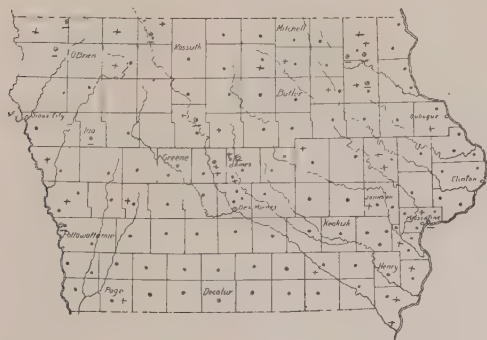 Mitchell
Kossuth
O'Brien
Butler
Dubuque
Sioux City
Ida
Greene
Ames
Clinton
Johnson
Des Moines
Muscatine
Pottawattamie
Keokuk
Henry
Page
Decatur